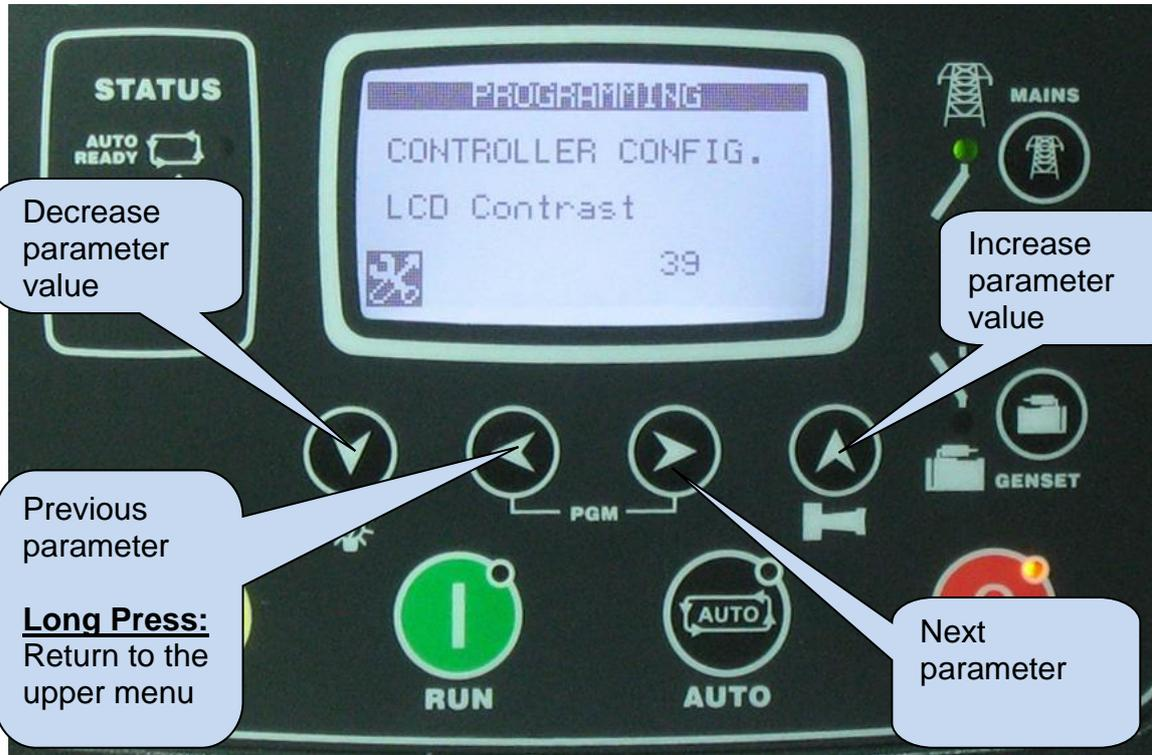 STATUS
AUTO
READY
PROGRAMMING
CONTROLLER CONFIG.
LCD Contrast
39
MAINS
Decrease
parameter
value
Increase
parameter
value
PGM
GENSET
Previous
parameter
Long Press:
Return to the
upper menu
RUN
AUTO
AUTO
Next
parameter